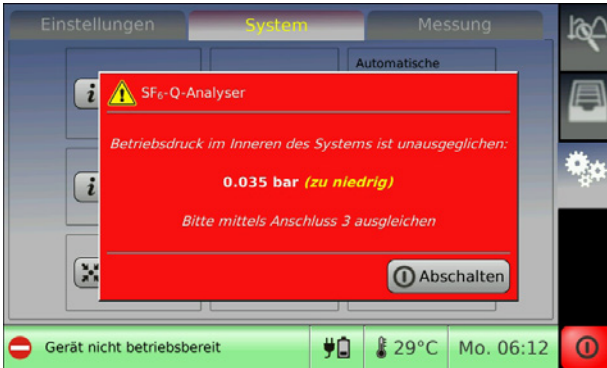 Einstellungen
System
Messung
Automatische
SF₆-Q-Analyser
Betriebsdruck im Inneren des Systems ist unausgeglichen:
0.035 bar (zu niedrig)
Bitte mittels Anschluss 3 ausgleichen
Abschalten
Gerät nicht betriebsbereit
29°C
Mo. 06:12